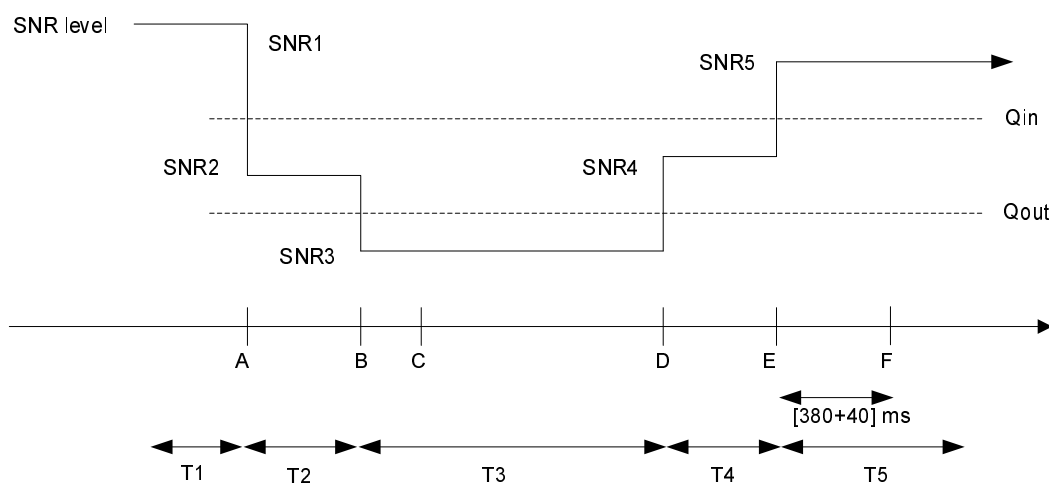 SNR level
SNR1
SNR5
Qin
SNR2
SNR4
Qout
SNR3
A B C D E F
[380+40] ms
T1 T2 T3 T4 T5